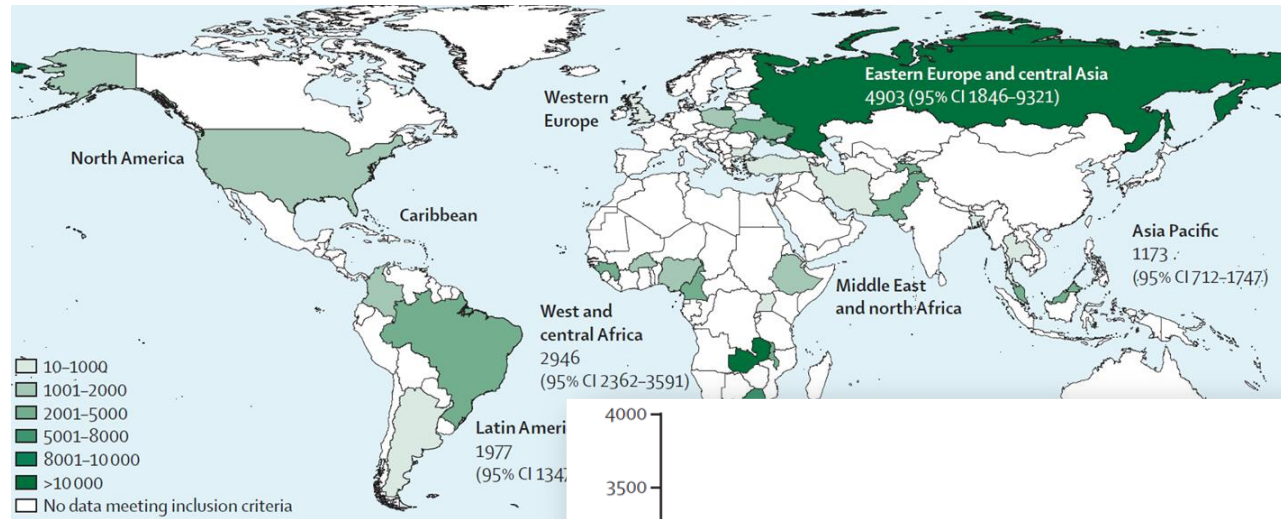 Eastern Europe and central Asia
4903 (95% CI 1846–9321)
Western
Europe
North America
Caribbean
Asia Pacific
1173
(95% CI 712–1747)
Middle East
and north Africa
West and
central Africa
2946
(95% CI 2362–3591)
Latin
1977
(95% CI
10–1000
1001–2000
2001–5000
5001–8000
8001–10 000
>10 000
No data meeting inclusion criteria
4000
3500